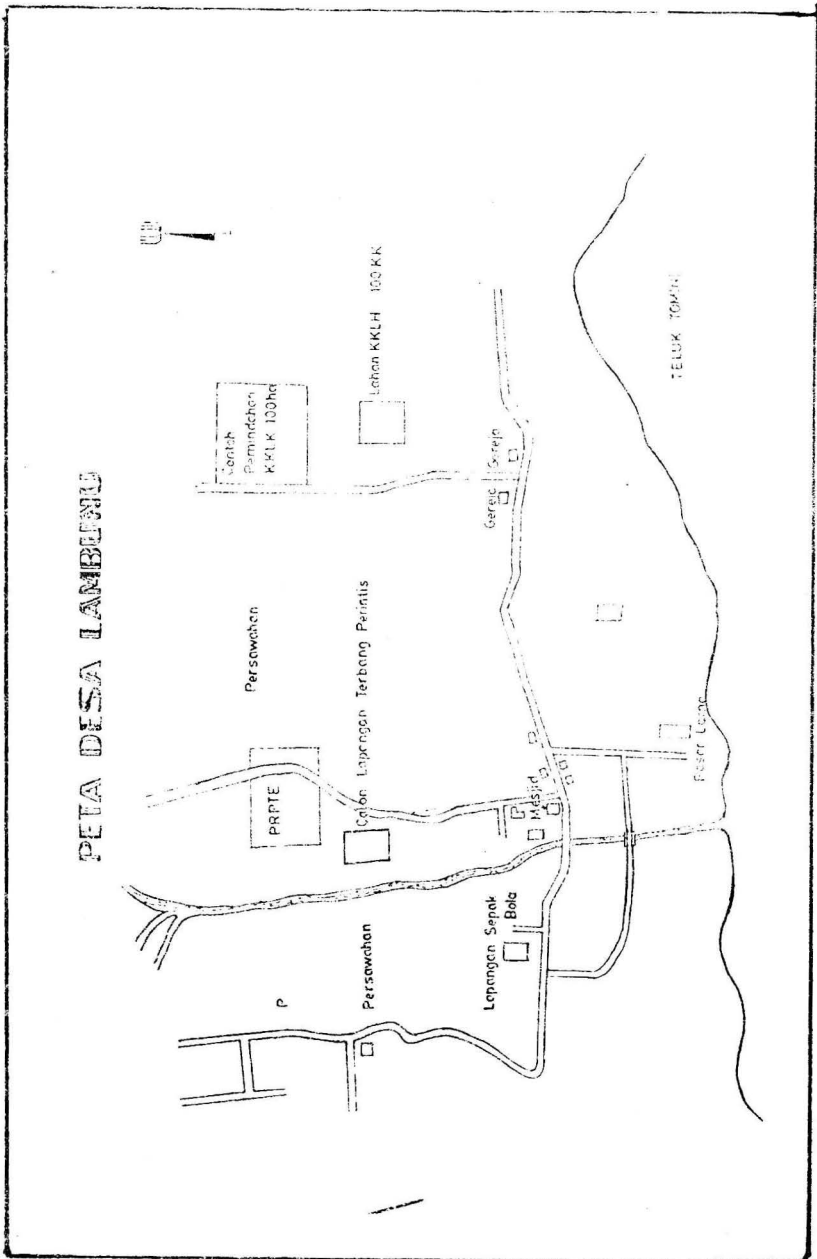 PETA DESA LAMBUNU
Contoh
Pemindahan
KKLK 100ha
Lahan KKLH 100 KK
Persawahan
PRPTE
Calon Lapangan Terbang Perintis
P
Persawahan
Lapangan Sepak
Bola
Mesjid
Gereja
Gereja
Pasar Lama
TELUK TOMINI